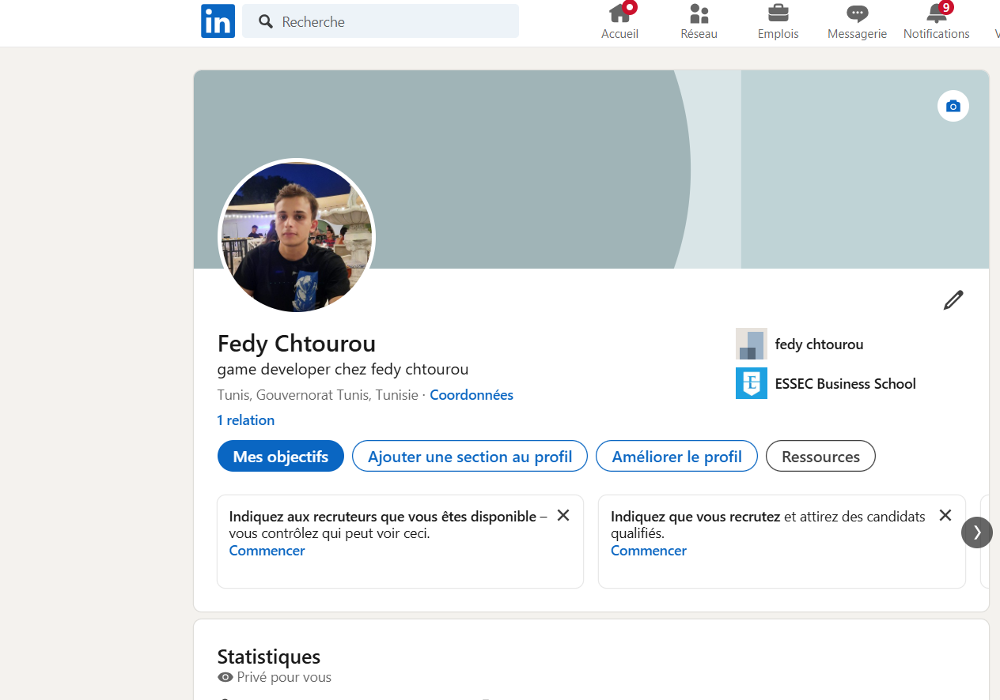 in
Recherche
Accueil
Réseau
Emplois
Messagerie
9
Notifications
Fedy Chtourou
game developer chez fedy chtourou
Tunis, Gouvernorat Tunis, Tunisie · Coordonnées
1 relation
fedy chtourou
E
ESSEC Business School
Mes objectifs
Ajouter une section au profil
Améliorer le profil
Ressources
Indiquez aux recruteurs que vous êtes disponible –
vous contrôlez qui peut voir ceci.
Commencer
Indiquez que vous recrutez et attirez des candidats
qualifiés.
Commencer
Statistiques
Privé pour vous